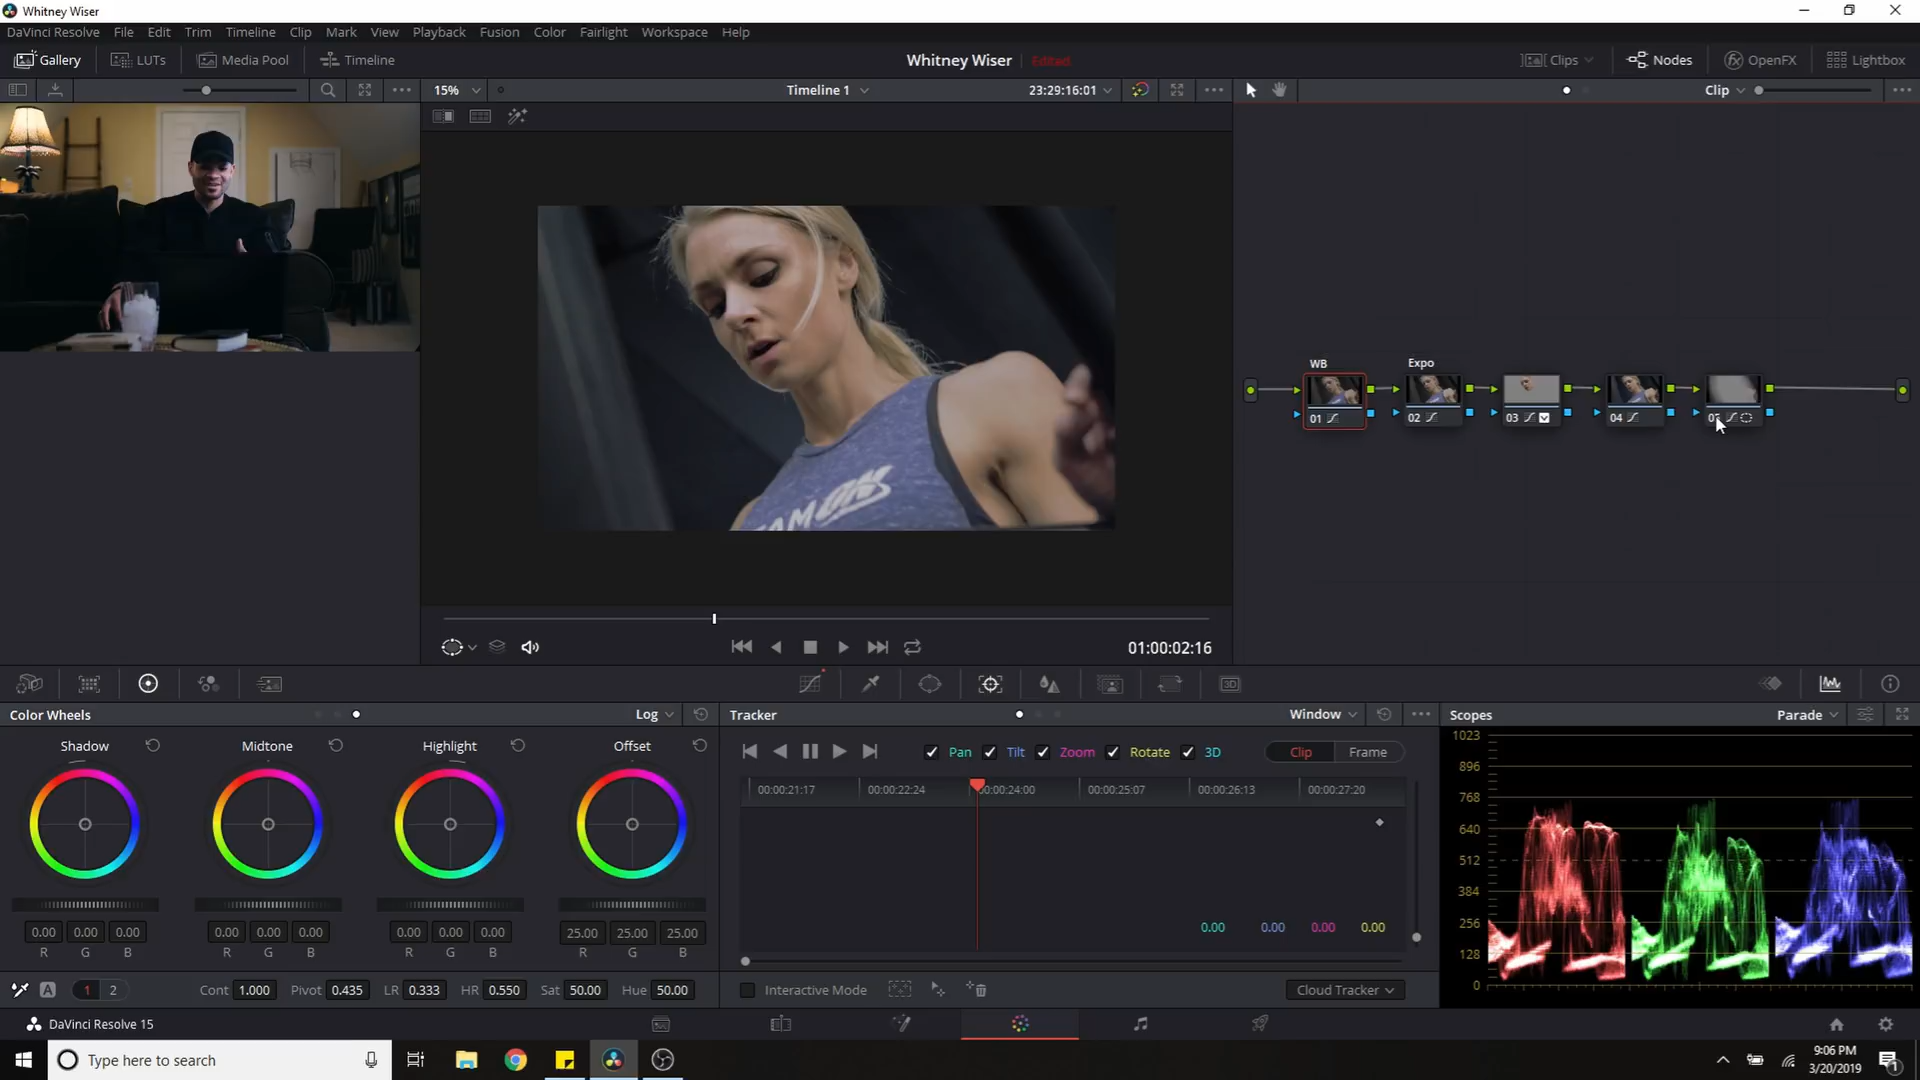 Whitney Wiser
DaVinci Resolve File Edit Trim Timeline Clip Mark View Playback Fusion Color Fairlight Workspace Help
Gallery LUTs Media Pool Timeline Whitney Wiser Edited Clips Nodes OpenFX Lightbox
15% Timeline 1 23:29:16:01 Clip
WB Expo
01 02 03 04
01:00:02:16
Color Wheels Log Tracker Window Scopes Parade
Shadow Midtone Highlight Offset
Pan Tilt Zoom Rotate 3D Clip Frame
00:00:21:17 00:00:22:24 00:00:24:00 00:00:25:07 00:00:26:13 00:00:27:20
1023
896
768
640
512
384
256
128
0
0.00 0.00 0.00 0.00 0.00 0.00 0.00 0.00 0.00 25.00 25.00 25.00
R G B R G B R G B R G B
0.00 0.00 0.00 0.00
A 1 2 Cont 1.000 Pivot 0.435 LR 0.333 HR 0.550 Sat 50.00 Hue 50.00
Interactive Mode Cloud Tracker
DaVinci Resolve 15
Type here to search
9:06 PM
3/20/2019
1